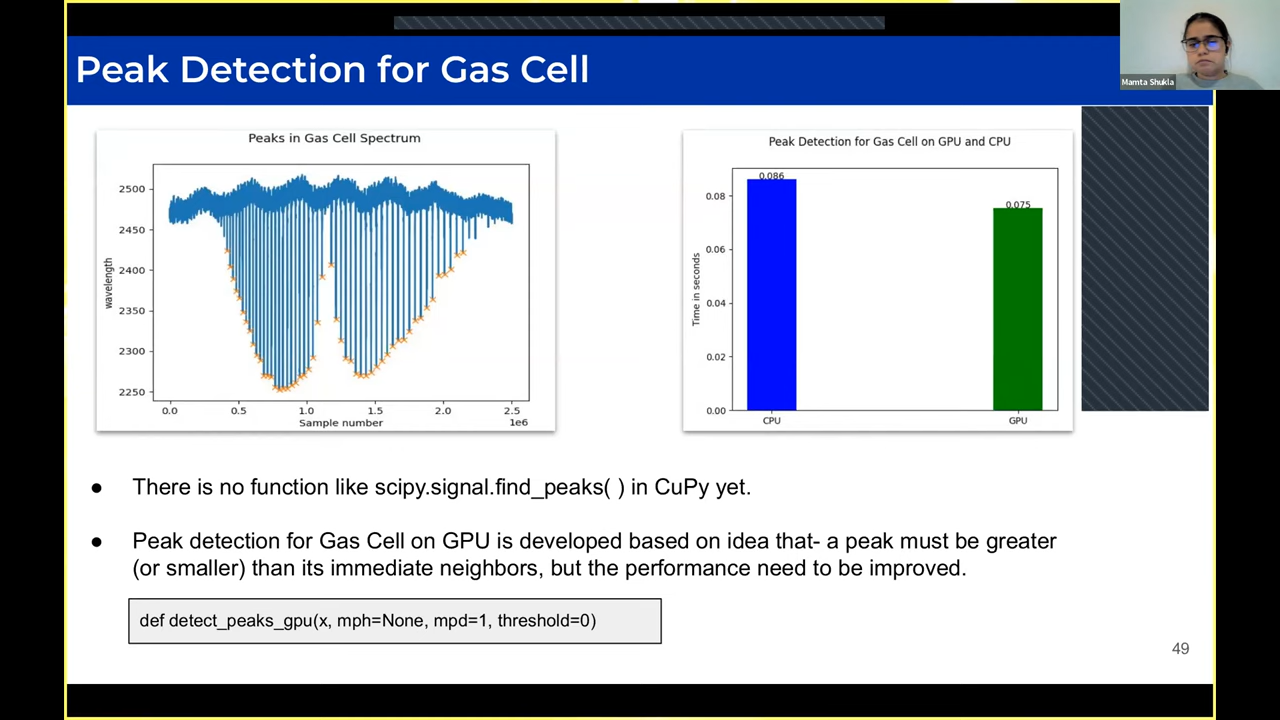 Peak Detection for Gas Cell
Mamta Shukla
Peaks in Gas Cell Spectrum
2500
2450
2400
2350
2300
2250
wavelength
0.0 0.5 1.0 1.5 2.0 2.5
Sample number 1e6
Peak Detection for Gas Cell on GPU and CPU
0.086
0.075
0.08
0.06
0.04
0.02
0.00
Time in seconds
CPU GPU
● There is no function like scipy.signal.find_peaks( ) in CuPy yet.
● Peak detection for Gas Cell on GPU is developed based on idea that- a peak must be greater
(or smaller) than its immediate neighbors, but the performance need to be improved.
def detect_peaks_gpu(x, mph=None, mpd=1, threshold=0)
49